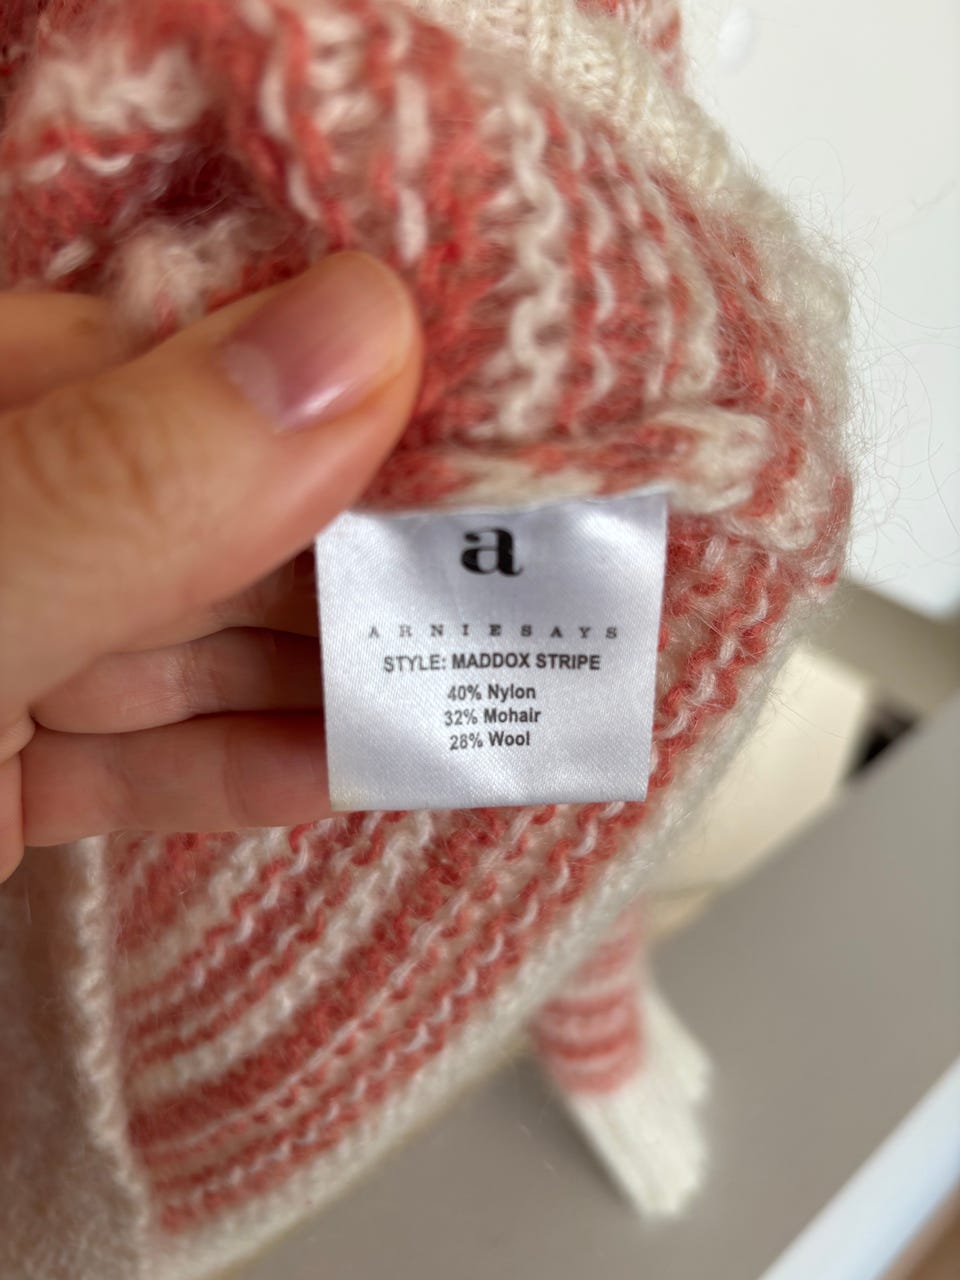 a
ARNIESAYS
STYLE: MADDOX STRIPE
40% Nylon
32% Mohair
28% Wool